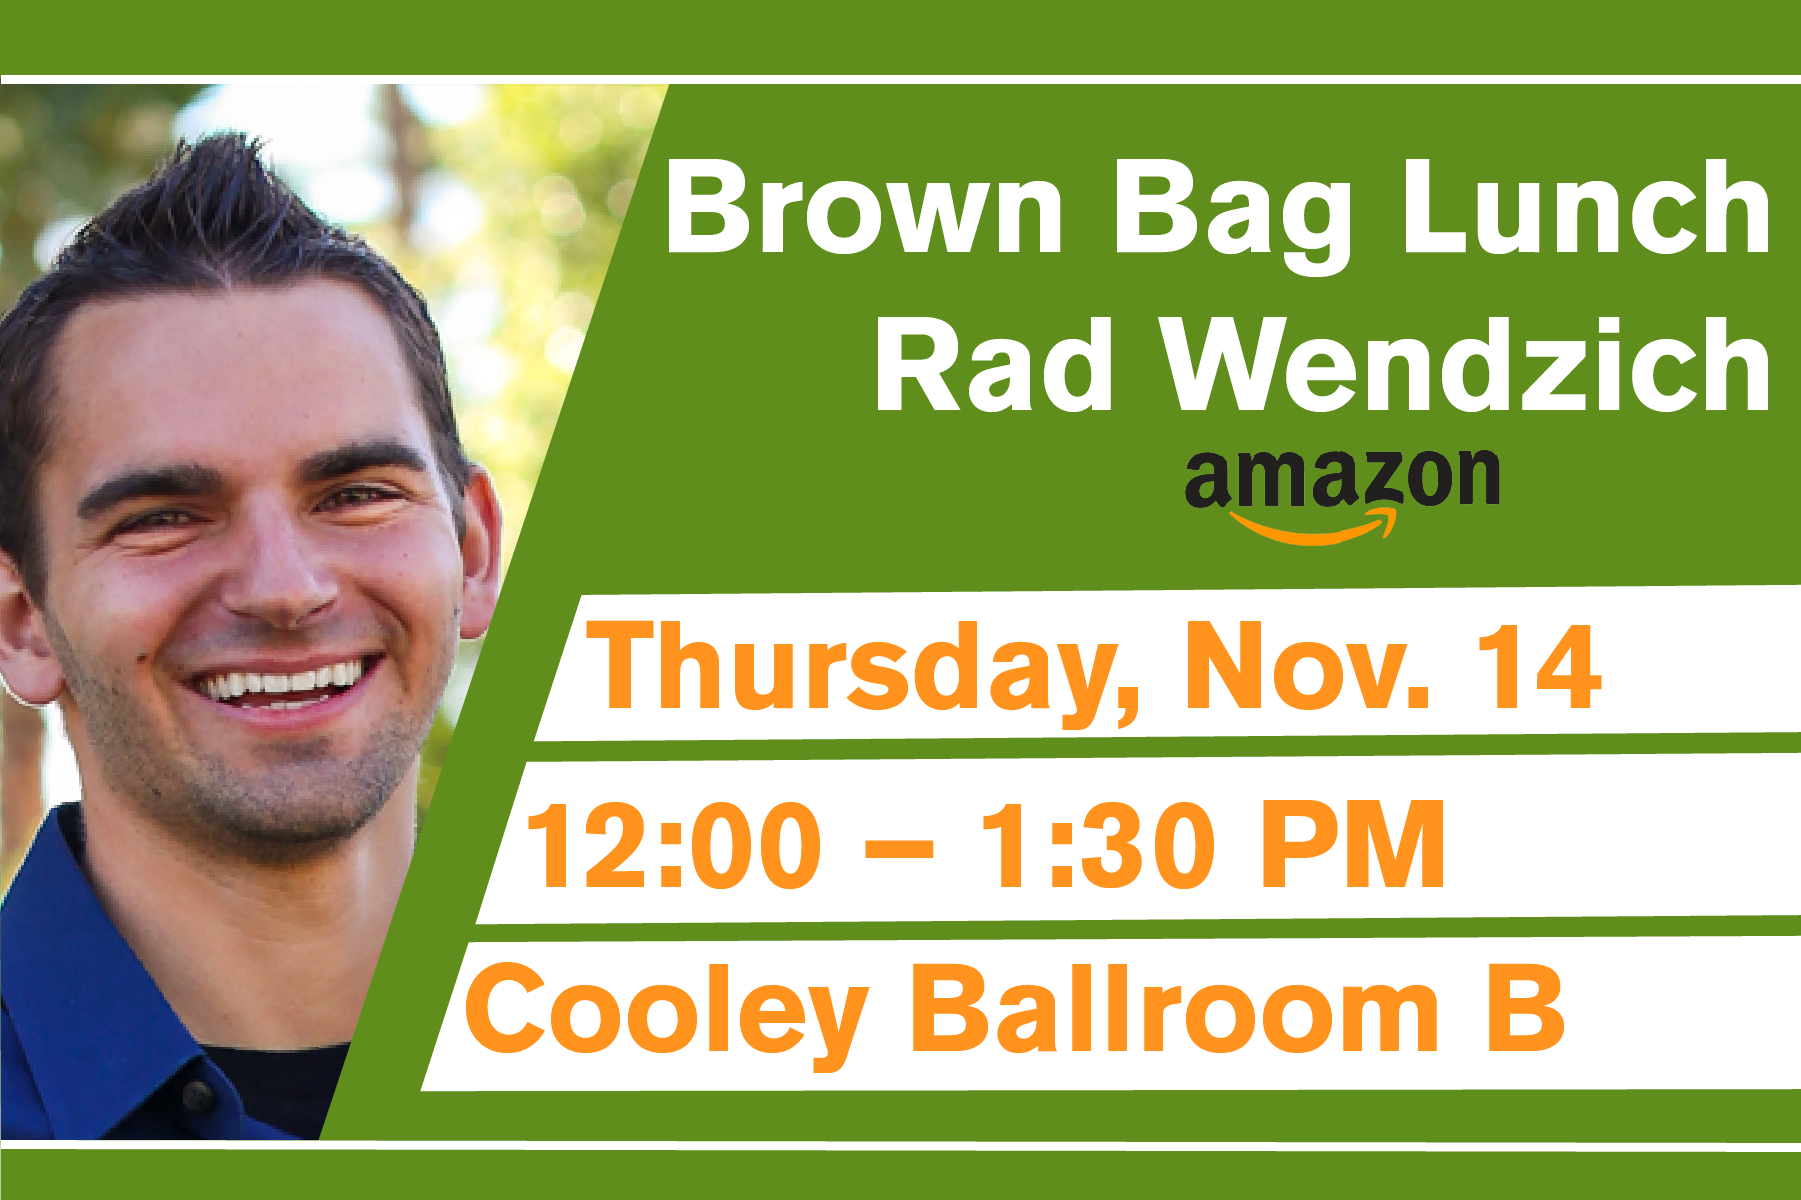 Brown Bag Lunch
Rad Wendzich
amazon
Thursday, Nov. 14
12:00 – 1:30 PM
Cooley Ballroom B